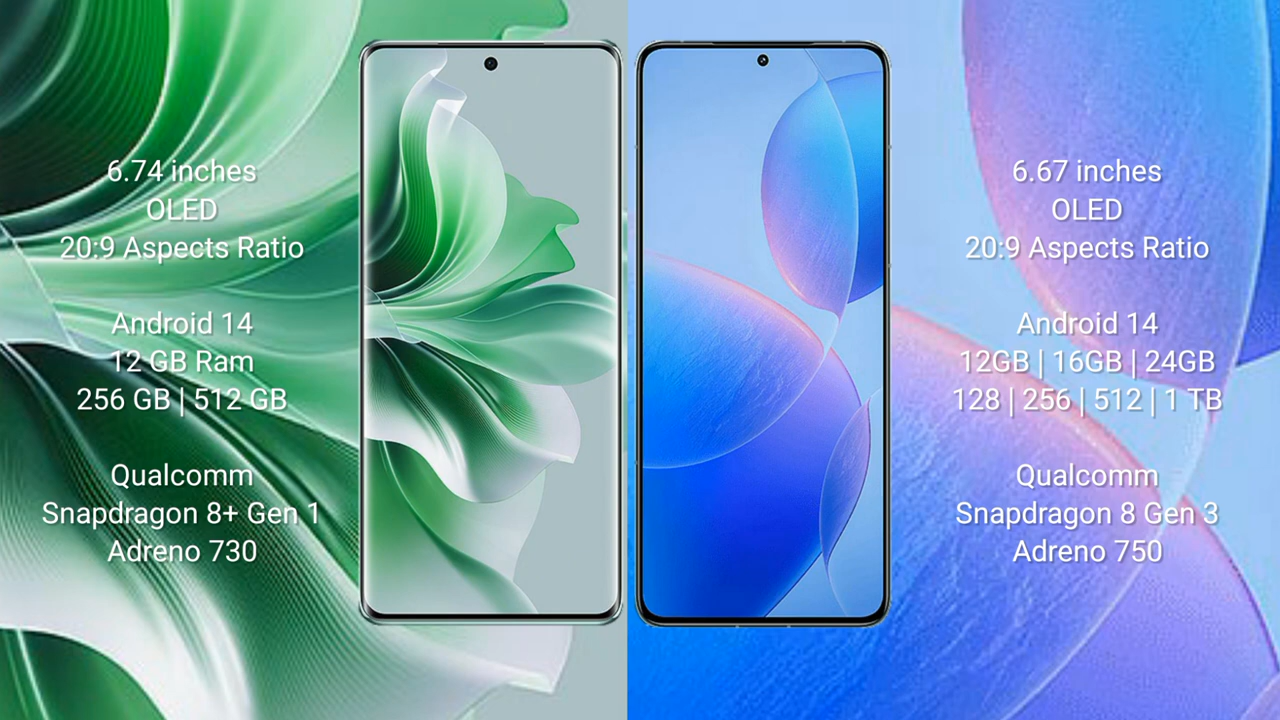 6.74 inches
OLED
20:9 Aspects Ratio
Android 14
12 GB Ram
256 GB | 512 GB
Qualcomm
Snapdragon 8+ Gen 1
Adreno 730
6.67 inches
OLED
20:9 Aspects Ratio
Android 14
12GB | 16GB | 24GB
128 | 256 | 512 | 1 TB
Qualcomm
Snapdragon 8 Gen 3
Adreno 750